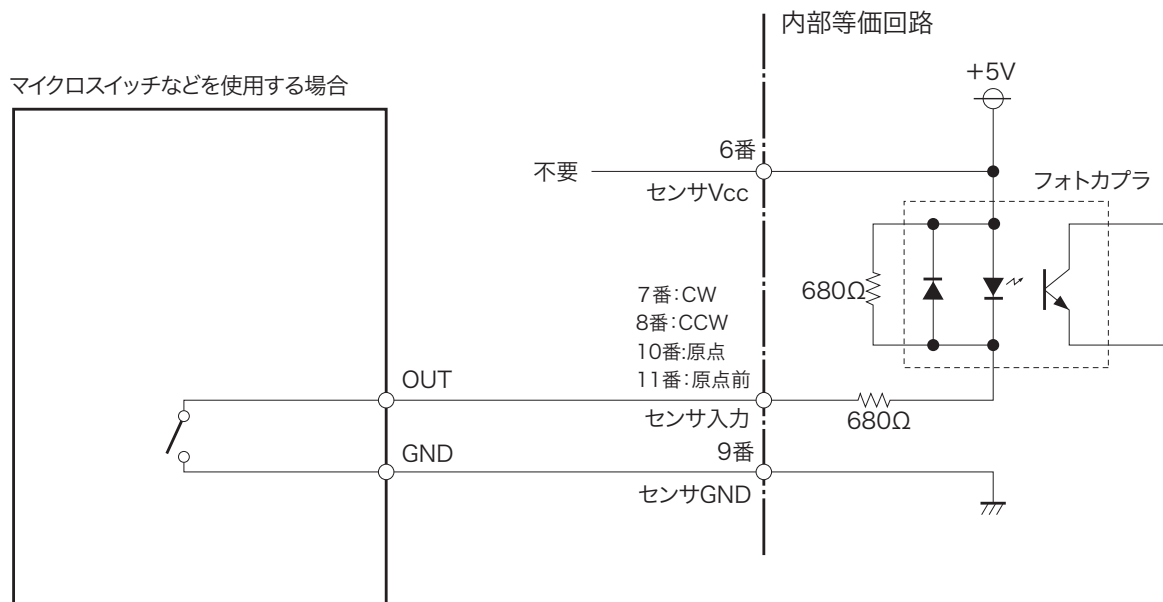 内部等価回路
マイクロスイッチなどを使用する場合
+5V
6番
不要
センサVcc
フォトカプラ
680Ω
7番:CW
8番:CCW
10番:原点
11番:原点前
OUT
センサ入力
680Ω
GND
9番
センサGND